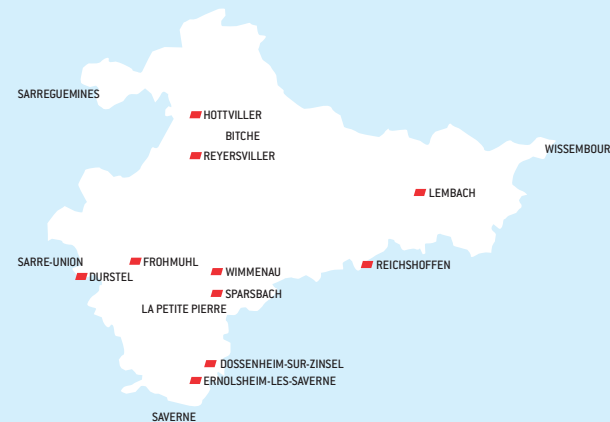 SARREGUEMINES
HOTTVILLER
BITCHE
WISSEMBOUR
REYERSVILLER
LEMBACH
SARRE-UNION
FROHMUHL
REICHSHOFFEN
DURSTEL
WIMMENAU
SPARSBACH
LA PETITE PIERRE
DOSSENHEIM-SUR-ZINSEL
ERNOLSHEIM-LES-SAVERNE
SAVERNE